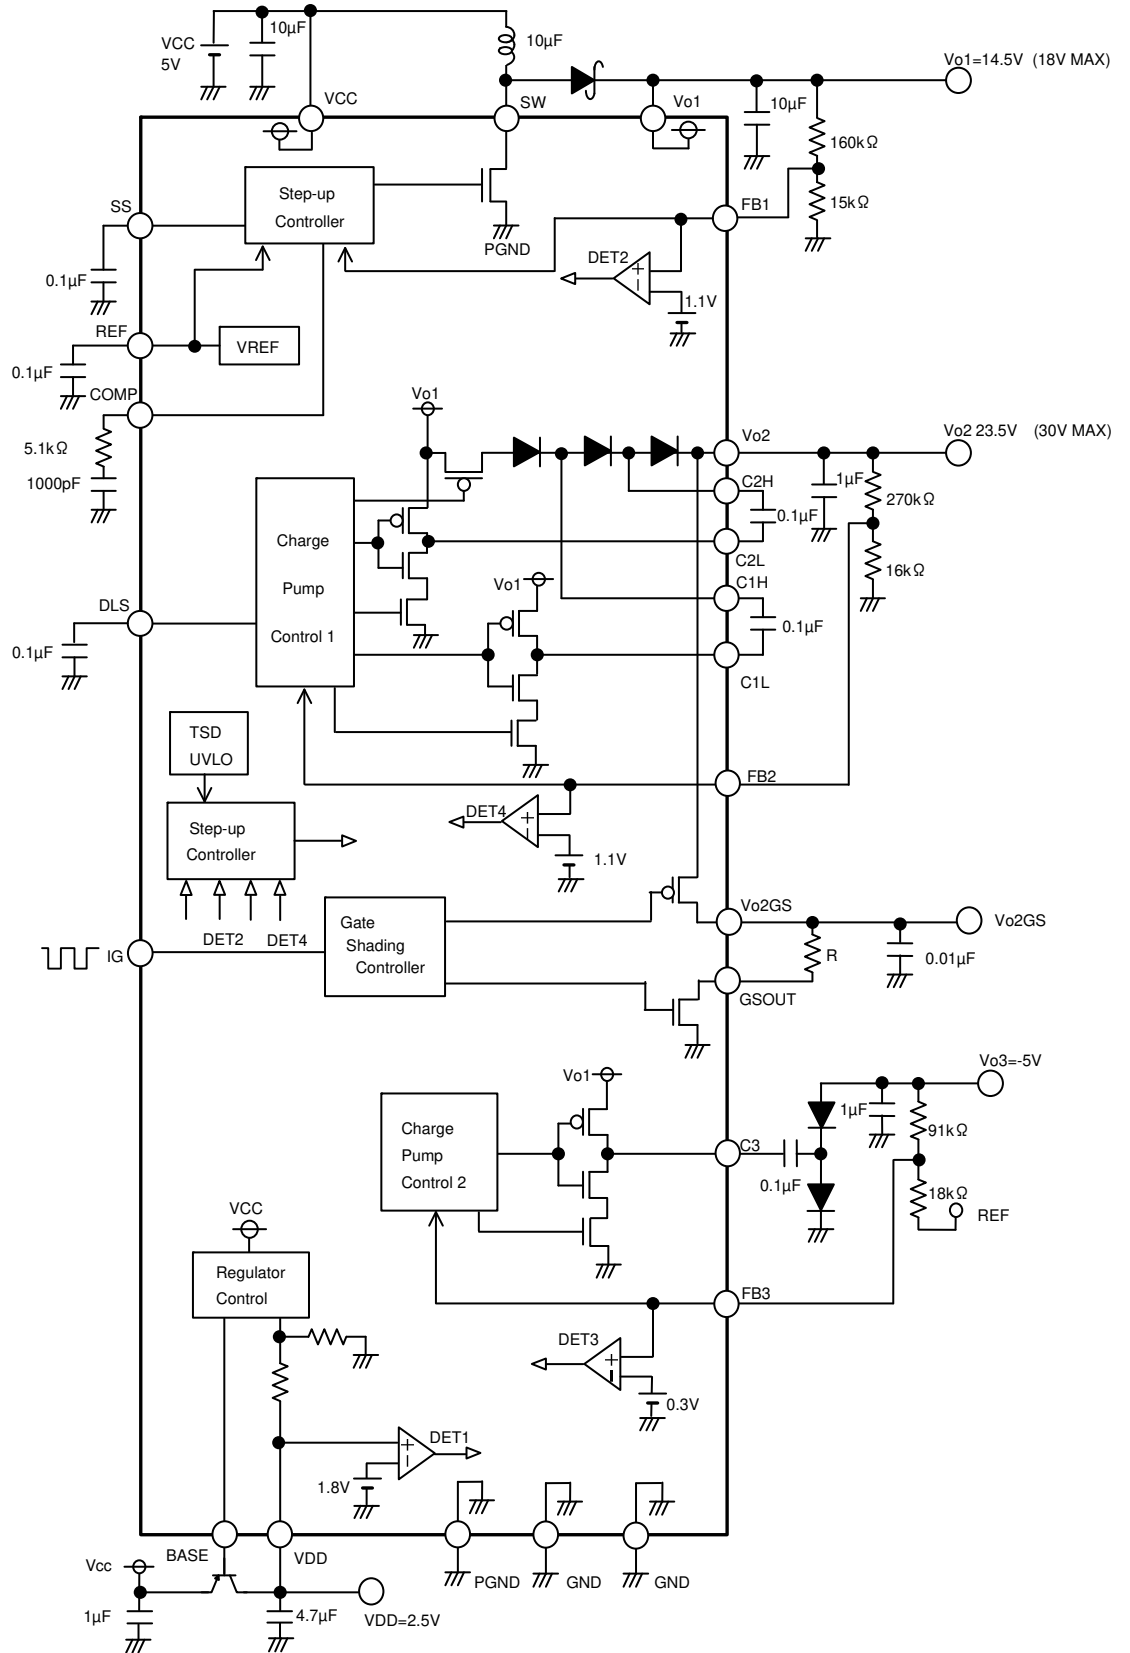 10µF
VCC
5V
10µF
Vo1=14.5V (18V MAX)
VCC
SW
Vo1
10µF
160kΩ
Step-up
Controller
SS
FB1
15kΩ
PGND
DET2
+
−
0.1µF
1.1V
REF
VREF
0.1µF
COMP
Vo1
5.1kΩ
Vo2
Vo2 23.5V (30V MAX)
1000pF
C2H
1µF
270kΩ
0.1µF
Charge
Pump
Control 1
C2L
16kΩ
Vo1
C1H
DLS
0.1µF
0.1µF
C1L
TSD
UVLO
FB2
DET4
+
−
Step-up
Controller
1.1V
DET2
DET4
Gate
Shading
Controller
Vo2GS
Vo2GS
IG
R
0.01µF
GSOUT
Vo3=-5V
Vo1
1µF
91kΩ
Charge
Pump
Control 2
C3
0.1µF
18kΩ
REF
VCC
Regulator
Control
FB3
DET3
+
−
0.3V
DET1
+
−
1.8V
BASE
VDD
Vcc
PGND
GND
GND
1µF
4.7µF
VDD=2.5V